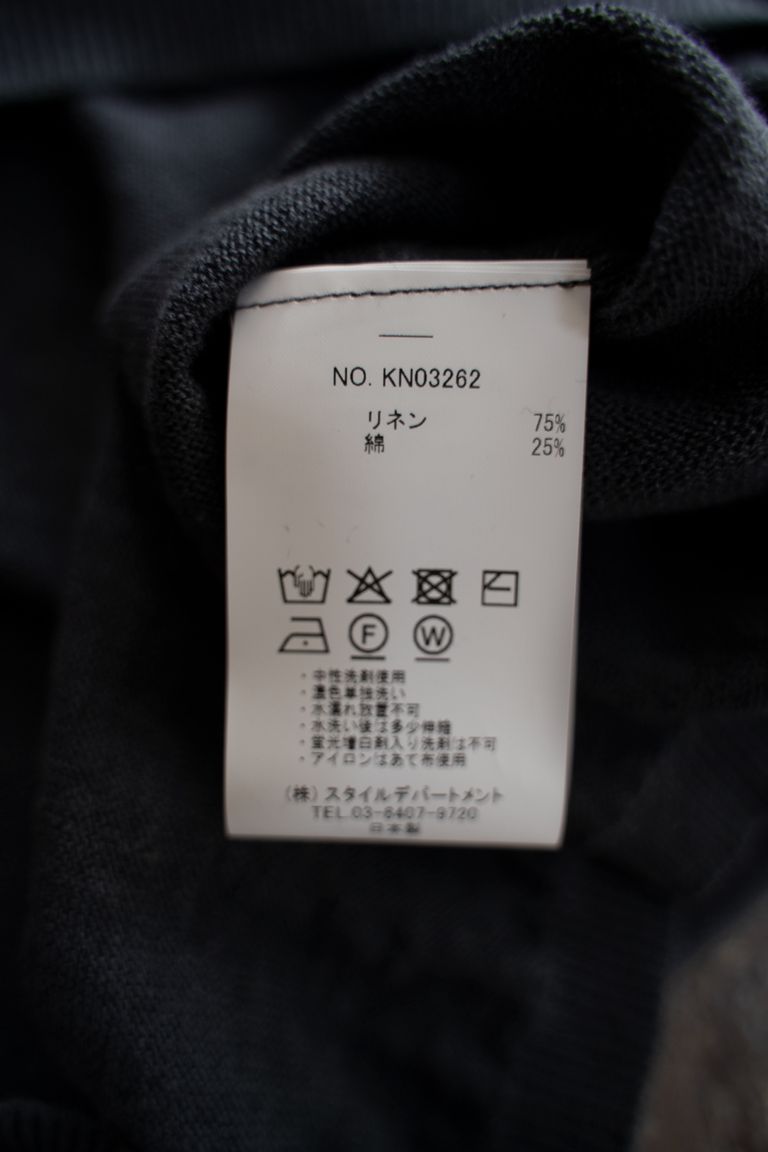 NO. KN03262
リネン 75%
綿 25%
F W
・中性洗剤使用
・濃色単独洗い
・水濡れ放置不可
・水洗い後は多少伸縮
・蛍光増白剤入り洗剤は不可
・アイロンはあて布使用
(株)スタイルデパートメント
TEL.03-6407-9720
日本製